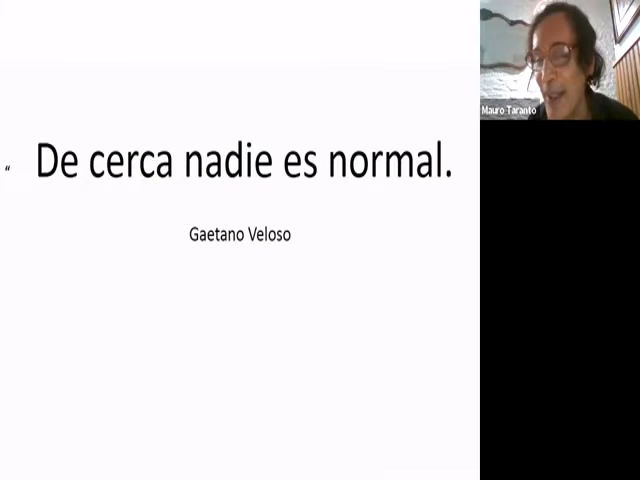 “ De cerca nadie es normal.
Gaetano Veloso
Mauro Taranto